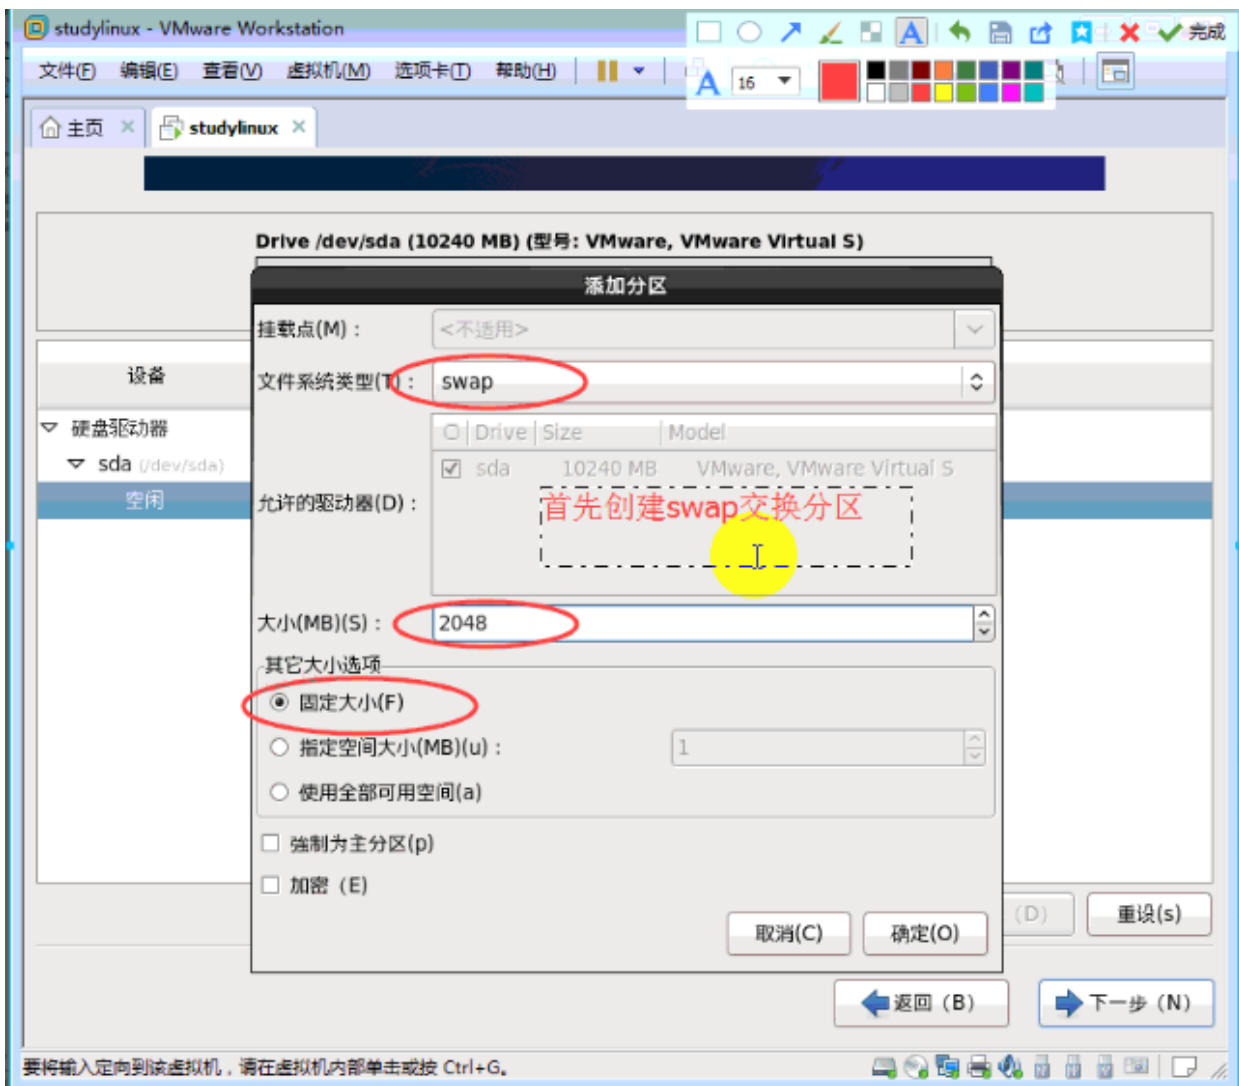 studylinux - VMware Workstation
完成
文件(F) 编辑(E) 查看(V) 虚拟机(M) 选项卡(T) 帮助(H)
A 16
主页 studylinux
Drive /dev/sda (10240 MB) (型号: VMware, VMware Virtual S)
添加分区
挂载点(M)： <不适用>
设备
文件系统类型(T)： swap
硬盘驱动器
O Drive Size Model
sda (/dev/sda)
sda 10240 MB VMware, VMware Virtual S
空闲
允许的驱动器(D)：
首先创建swap交换分区
大小(MB)(S)： 2048
其它大小选项
固定大小(F)
指定空间大小(MB)(u)： 1
使用全部可用空间(a)
強制为主分区(p)
加密（E)
(D) 重设(s)
取消(C) 确定(O)
返回（B) 下一步（N)
要将输入定向到该虚拟机，请在虚拟机内部单击或按 Ctrl+G。